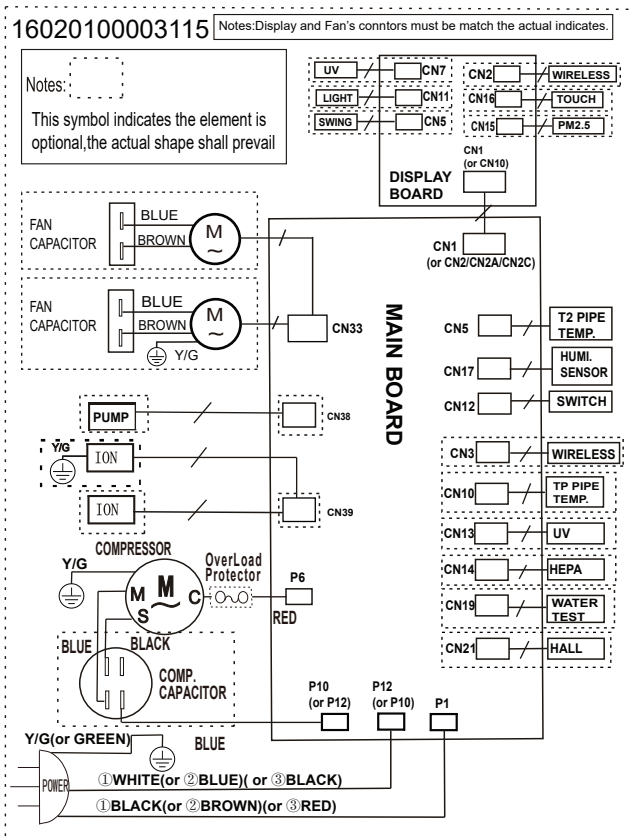 16020100003115
Notes:Display and Fan's conntors must be match the actual indicates.
Notes:
This symbol indicates the element is
optional,the actual shape shall prevail
UV
CN7
LIGHT
CN11
SWING
CN5
CN2
WIRELESS
CN16
TOUCH
CN15
PM2.5
CN1
(or CN10)
DISPLAY
BOARD
CN1
(or CN2/CN2A/CN2C)
FAN
CAPACITOR
BLUE
BROWN
M
~
FAN
CAPACITOR
BLUE
BROWN
M
~
Y/G
CN33
MAIN BOARD
CN5
T2 PIPE
TEMP.
CN17
HUMI.
SENSOR
CN12
SWITCH
PUMP
CN38
Y/G
ION
ION
CN39
CN3
WIRELESS
CN10
TP PIPE
TEMP.
CN13
UV
CN14
HEPA
CN19
WATER
TEST
CN21
HALL
COMPRESSOR
Y/G
M
M
~
C
S
OverLoad
Protector
P6
RED
BLUE
BLACK
COMP.
CAPACITOR
P10
(or P12)
P12
(or P10)
P1
BLUE
Y/G(or GREEN)
POWER
①WHITE(or ②BLUE)( or ③BLACK)
①BLACK(or ②BROWN)(or ③RED)